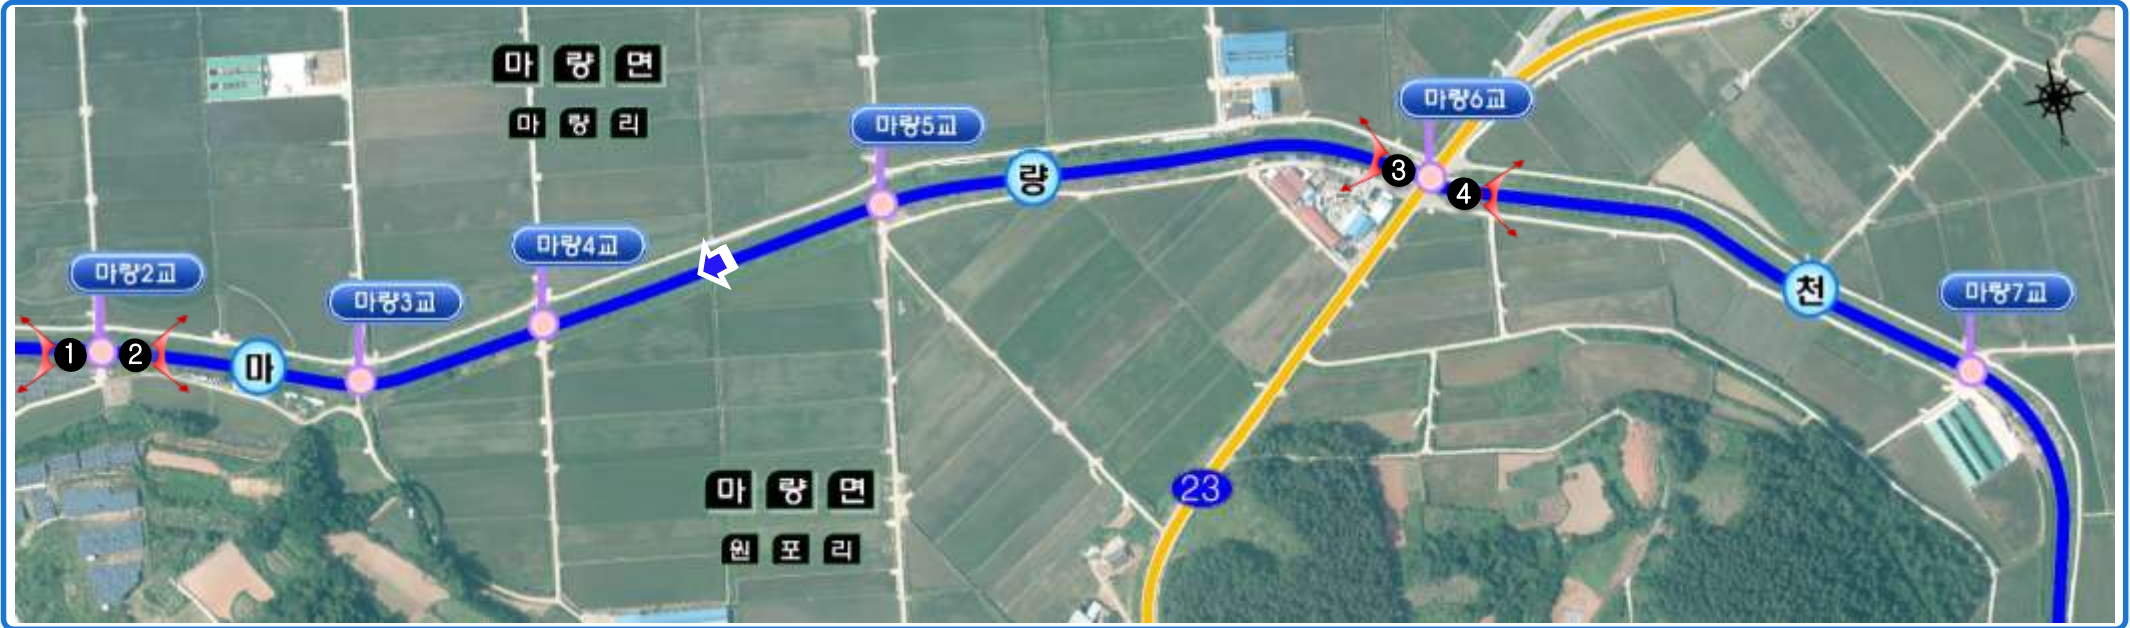 마 량 면
마 량 리
마량6교
마량5교
3
량
4
마량4교
마량2교
마량3교
천
마량7교
1
2
마
23
마 량 면
원 포 리